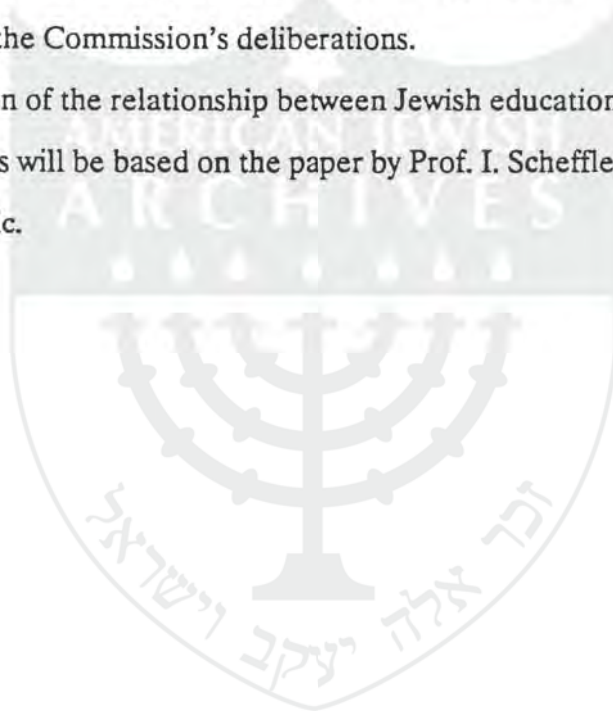 the Commission's deliberations.
n of the relationship between Jewish education
s will be based on the paper by Prof. I. Scheffle
c.
AMERICAN JEWISH
ARCHIVES
זכר אלה יעקב וישראל